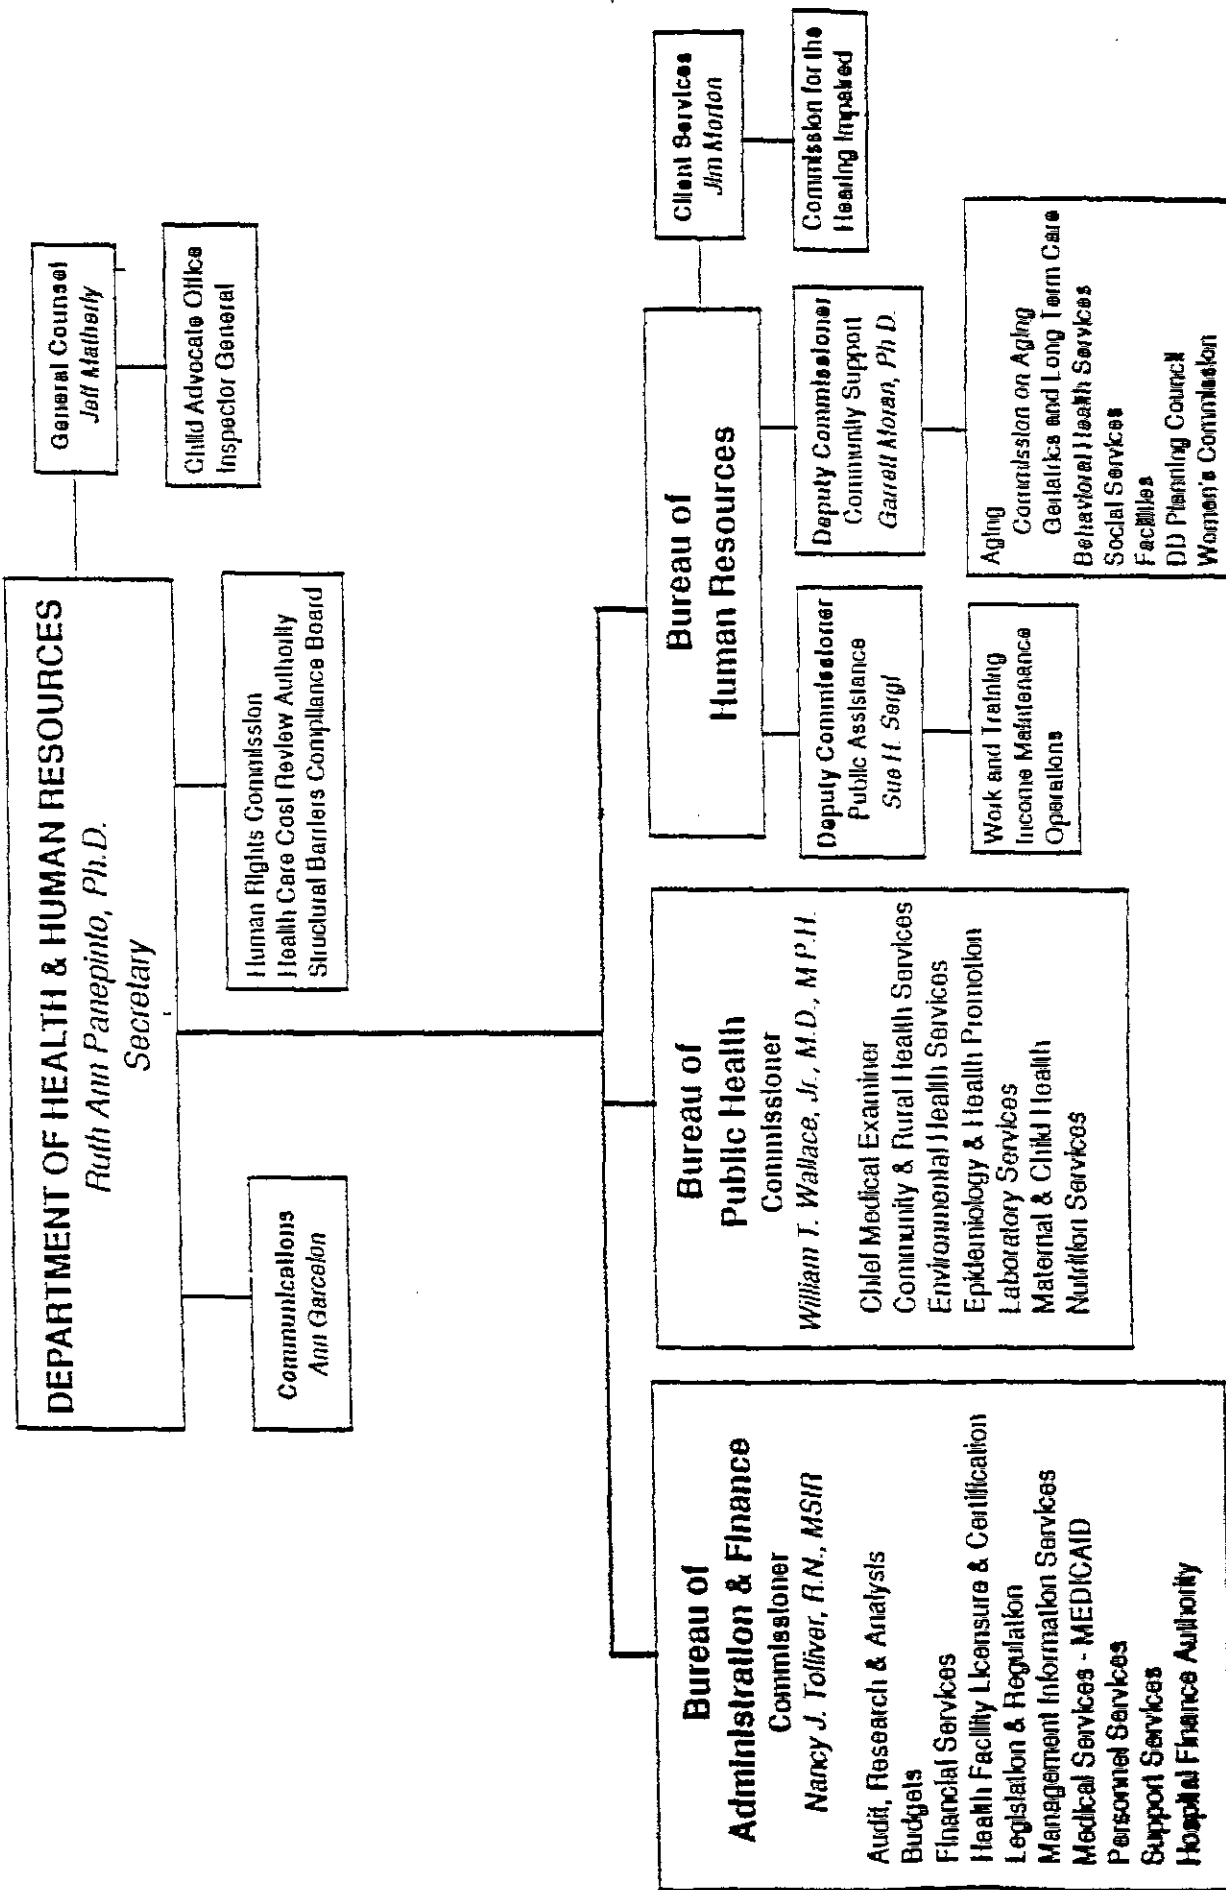 DEPARTMENT OF HEALTH & HUMAN RESOURCES
Ruth Ann Panepinto, Ph.D.
Secretary
General Counsel
Jeff Matherly
Child Advocate Office
Inspector General
Communications
Ann Garcelon
Human Rights Commission
Health Care Cost Review Authority
Structural Barriers Compliance Board
Bureau of
Administration & Finance
Commissioner
Nancy J. Tolliver, R.N., MSIR
Audit, Research & Analysis
Budgets
Financial Services
Health Facility Licensure & Certification
Legislation & Regulation
Management Information Services
Medical Services - MEDICAID
Personnel Services
Support Services
Hospital Finance Authority
Bureau of
Public Health
Commissioner
William T. Wallace, Jr., M.D., M.P.H.
Chief Medical Examiner
Community & Rural Health Services
Environmental Health Services
Epidemiology & Health Promotion
Laboratory Services
Maternal & Child Health
Nutrition Services
Bureau of
Human Resources
Client Services
Jim Morton
Commission for the
Hearing Impaired
Deputy Commissioner
Public Assistance
Sue H. Sergi
Work and Training
Income Maintenance
Operations
Deputy Commissioner
Community Support
Garrett Moran, Ph D.
Aging
Commission on Aging
Geriatrics and Long Term Care
Behavioral Health Services
Social Services
Facilities
DD Planning Council
Women's Commission